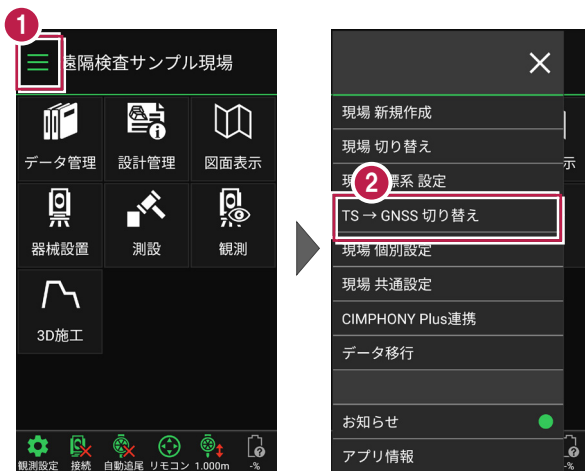 1
遠隔検査サンプル現場
データ管理 設計管理 図面表示
器械設置 測設 観測
3D施工
観測設定 接続 自動追尾 リモコン 1.000m -%
現場 新規作成
現場 切り替え
示
2
現 標系 設定
TS → GNSS 切り替え
現場 個別設定
現場 共通設定
CIMPHONY Plus連携
データ移行
お知らせ
アプリ情報
-%